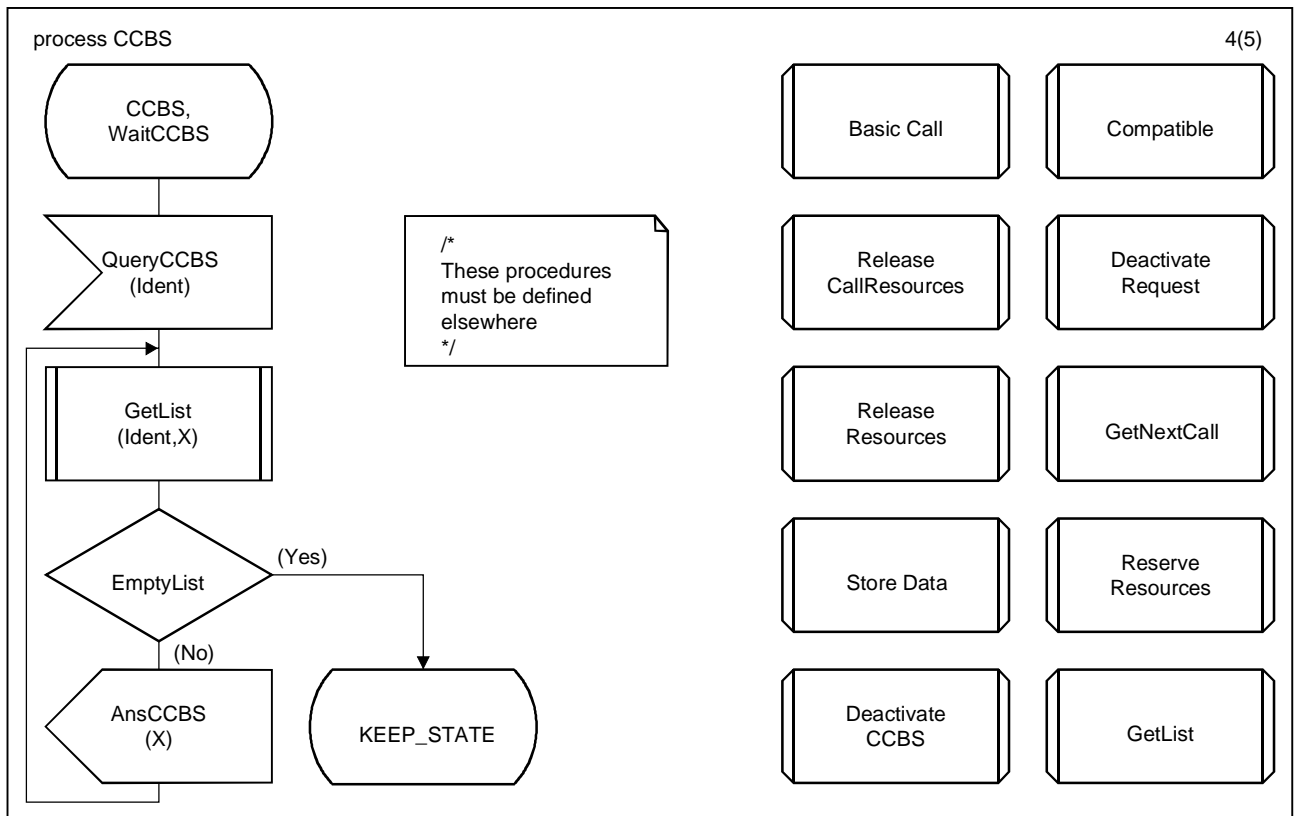 process CCBS
4(5)
CCBS,
WaitCCBS
Basic Call
Compatible
QueryCCBS
(Ident)
/*
These procedures
must be defined
elsewhere
*/
Release
CallResources
Deactivate
Request
GetList
(Ident,X)
Release
Resources
GetNextCall
EmptyList
(Yes)
(No)
Store Data
Reserve
Resources
AnsCCBS
(X)
KEEP_STATE
Deactivate
CCBS
GetList